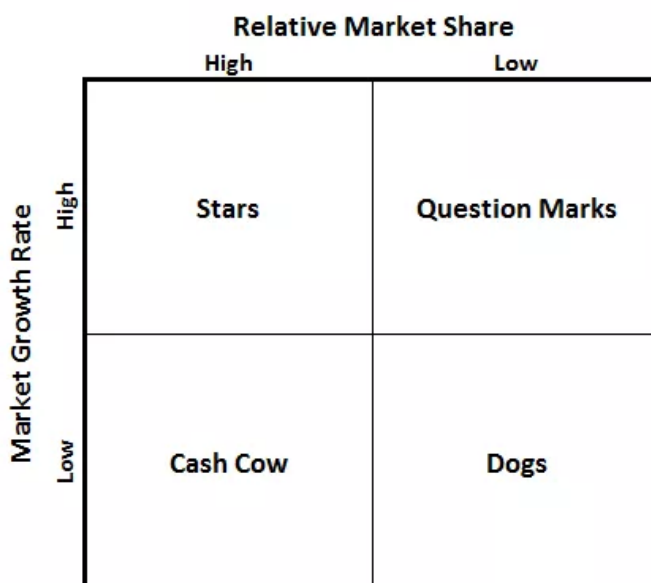 Relative Market Share
High Low
Market Growth Rate
High
Stars
Question Marks
Low
Cash Cow
Dogs